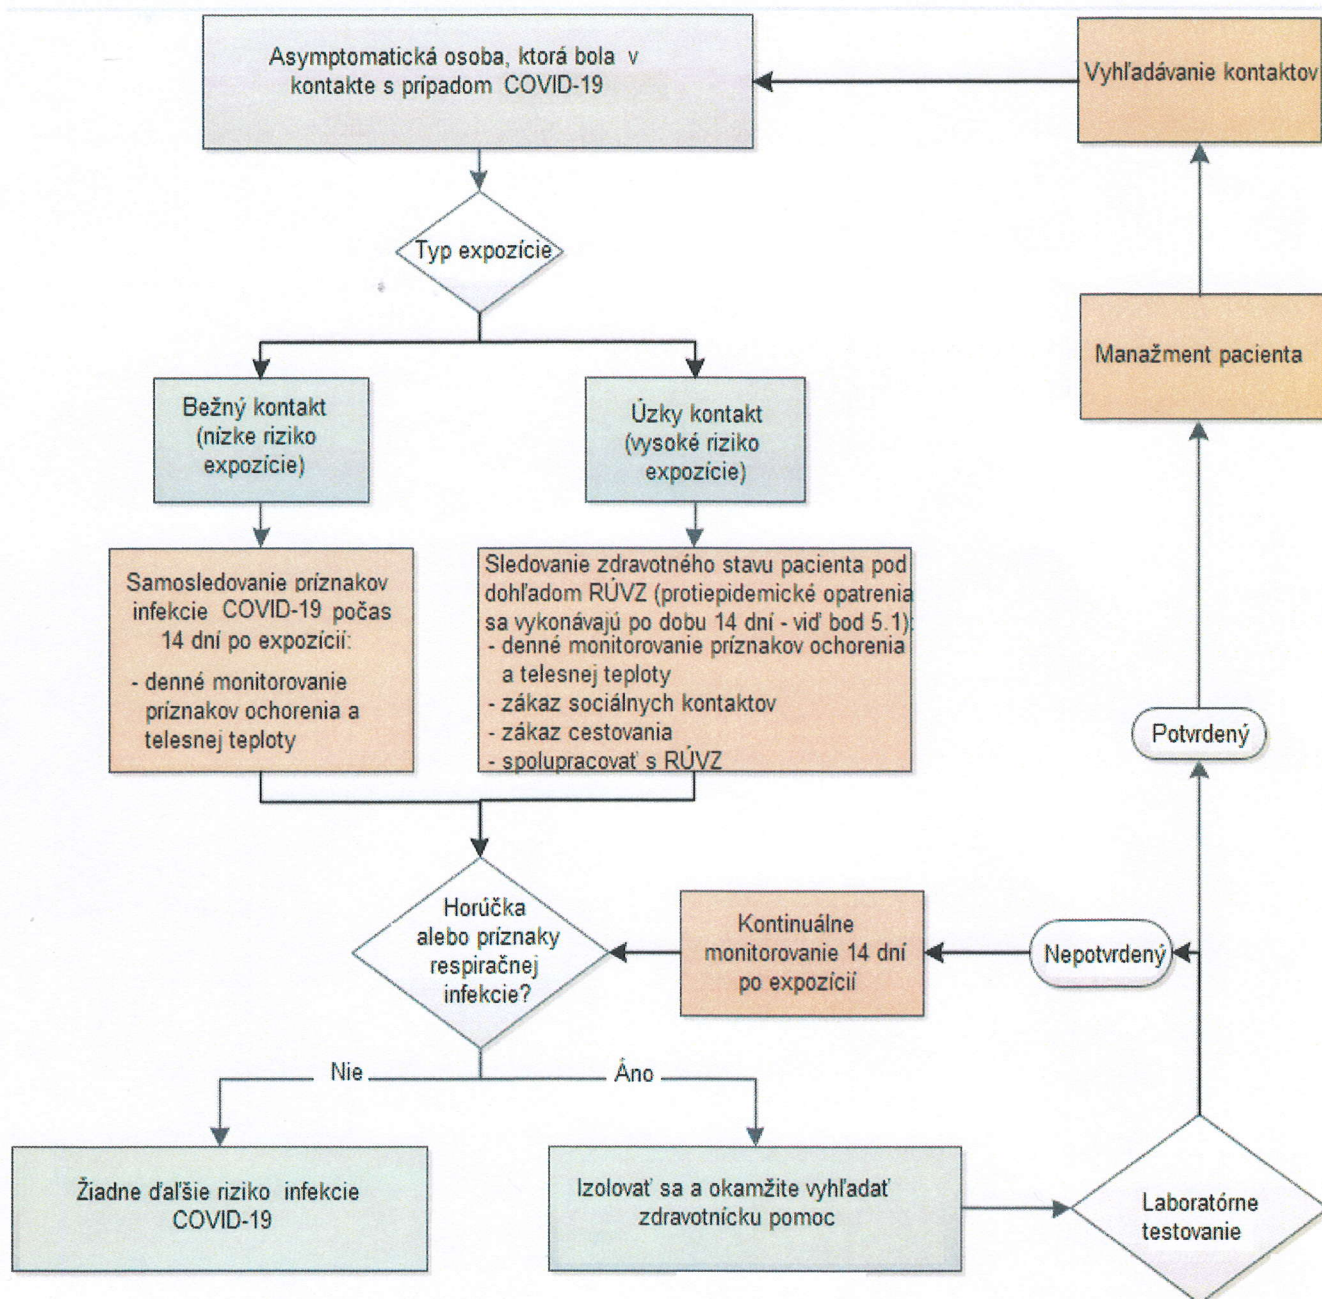 Asymptomatická osoba, ktorá bola v
kontakte s prípadom COVID-19
Vyhľadávanie kontaktov
Typ expozície
Manažment pacienta
Bežný kontakt
(nízke riziko
expozície)
Úzky kontakt
(vysoké riziko
expozície)
Samosledovanie príznakov
infekcie COVID-19 počas
14 dní po expozícií:
- denné monitorovanie
príznakov ochorenia a
telesnej teploty
Sledovanie zdravotného stavu pacienta pod
dohľadom RÚVZ (protiepidemické opatrenia
sa vykonávajú po dobu 14 dní - viď bod 5.1):
- denné monitorovanie príznakov ochorenia
a telesnej teploty
- zákaz sociálnych kontaktov
- zákaz cestovania
- spolupracovať s RÚVZ
Potvrdený
Horúčka
alebo príznaky
respiračnej
infekcie?
Kontinuálne
monitorovanie 14 dní
po expozícií
Nepotvrdený
Nie
Áno
Žiadne ďaľšie riziko infekcie
COVID-19
Izolovať sa a okamžite vyhľadať
zdravotnícku pomoc
Laboratórne
testovanie